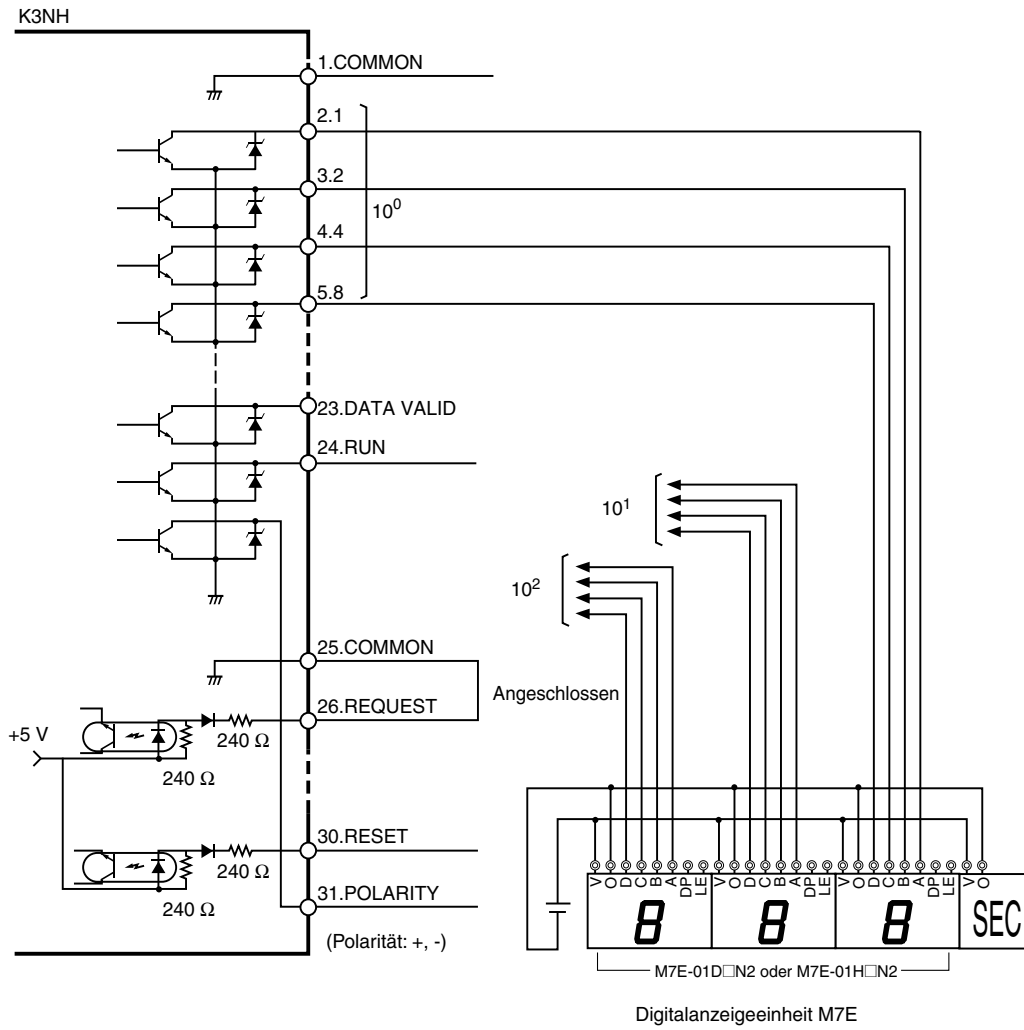 K3NH
1.COMMON
2.1
3.2
10⁰
4.4
5.8
23.DATA VALID
24.RUN
10¹
10²
25.COMMON
Angeschlossen
26.REQUEST
+5 V
240 Ω
240 Ω
30.RESET
240 Ω
240 Ω
31.POLARITY
(Polarität: +, -)
V O D C B A DP LE V O D C B A DP LE V O D C B A DP LE V O
8 8 8 SEC
M7E-01D□N2 oder M7E-01H□N2
Digitalanzeigeeinheit M7E